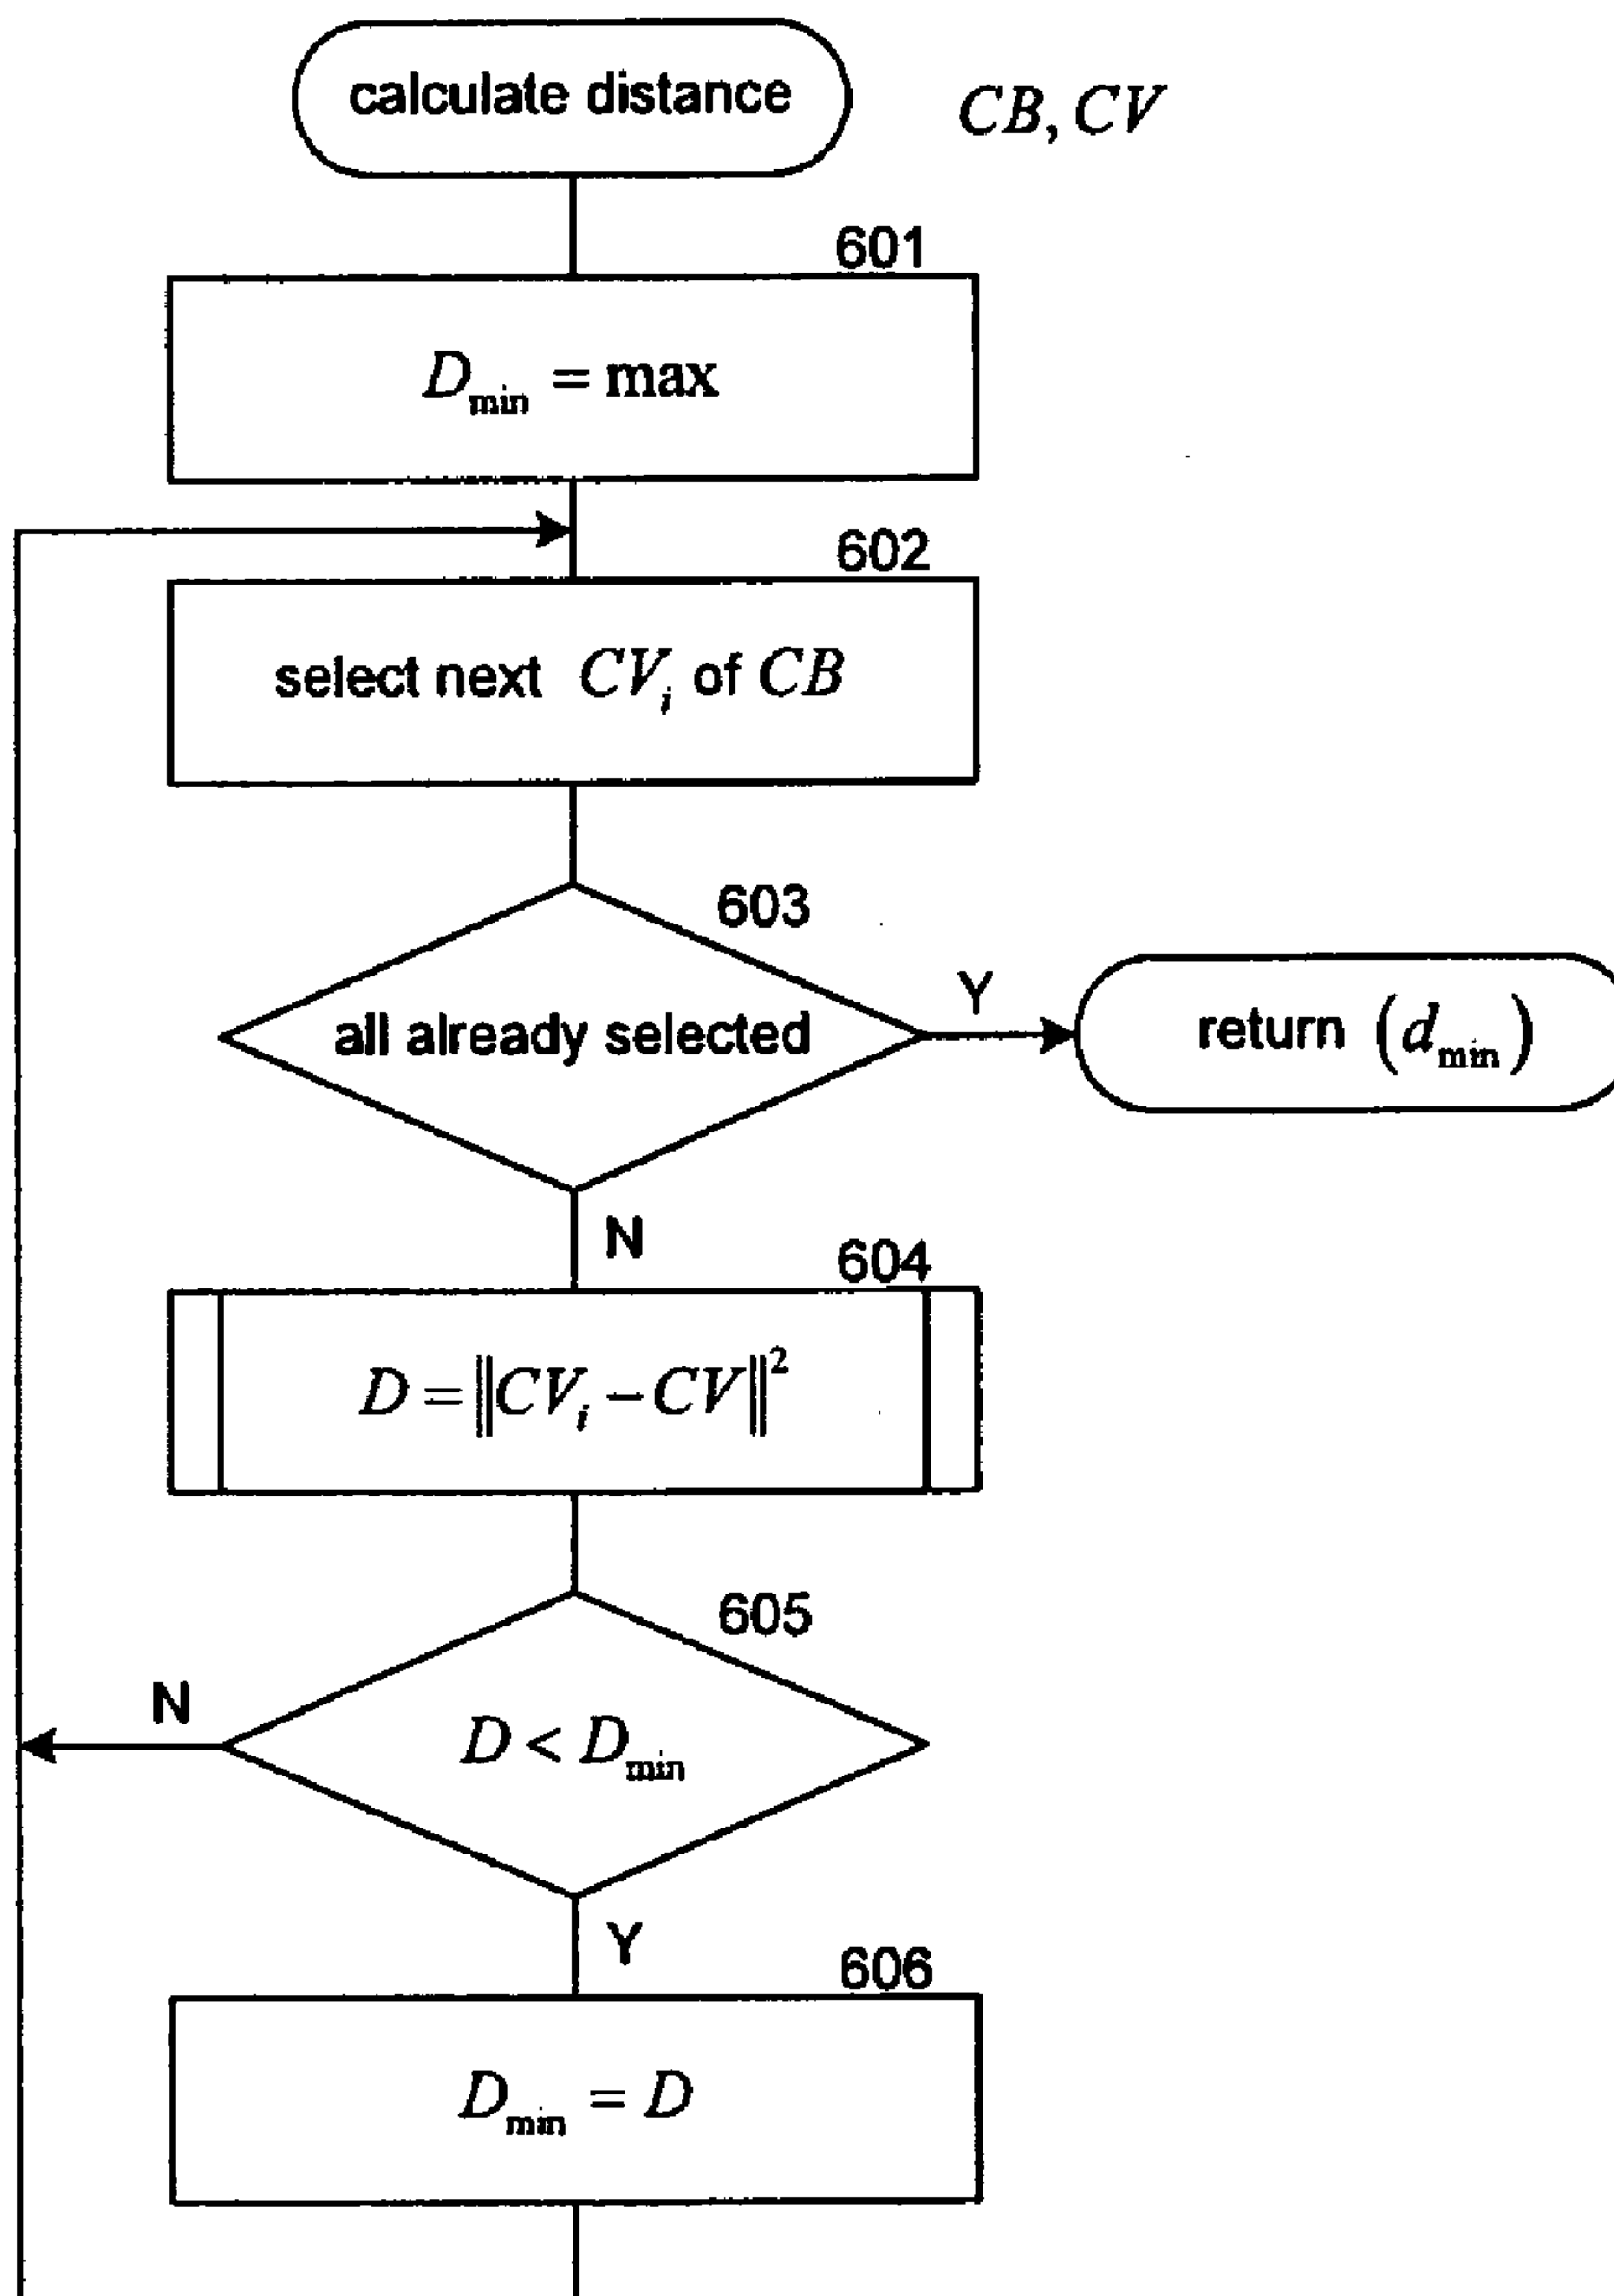 calculate distance
CB, CV
601
D_min = max
602
select next CV_i of CB
603
all already selected
Y
return (d_min)
N
604
D = ||CV_i – CV||²
605
N
D < D_min
Y
606
D_min = D